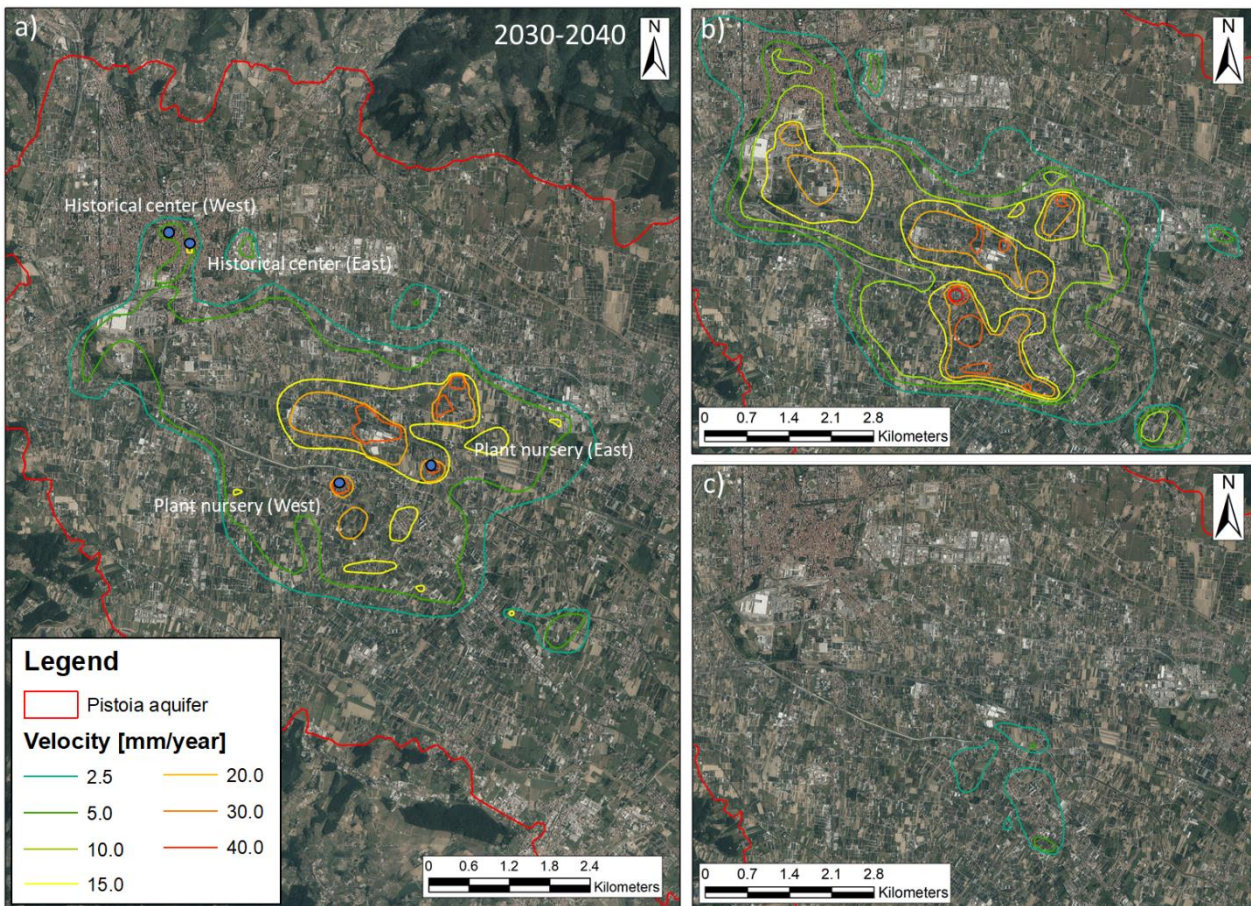 a)
2030-2040
N
Historical center (West)
Historical center (East)
Plant nursery (East)
Plant nursery (West)
Legend
Pistoia aquifer
Velocity [mm/year]
2.5
20.0
5.0
30.0
10.0
40.0
15.0
0 0.6 1.2 1.8 2.4
Kilometers
b)
N
0 0.7 1.4 2.1 2.8
Kilometers
c)
N
0 0.7 1.4 2.1 2.8
Kilometers